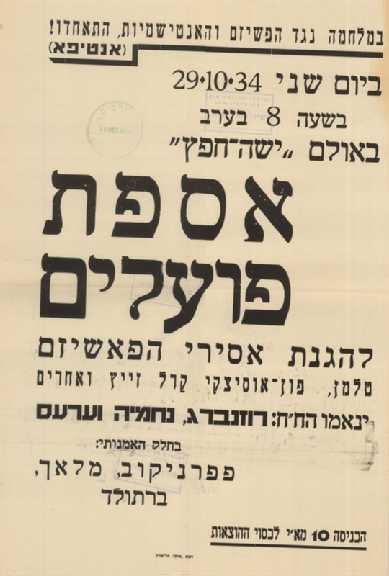 במלחמה נגד הפשיזם והאנטישמיות, התאחדו!
(אנטיפא)
ביום שני 29•10•34
בשעה 8 בערב
באולם „ישה־חפץ”
אספת
פועלים
להגנת אסירי הפאשיזם
טלמן, פון־אוסיצקי קרל זייץ ואחרים
ינאמו הח״ח: רוזנברג, נחמיה וערעס
בחלק האמנותי:
פפרניקוב, מלאך,
ברתולד
הכניסה 10 מא״י לכסוי ההוצאות